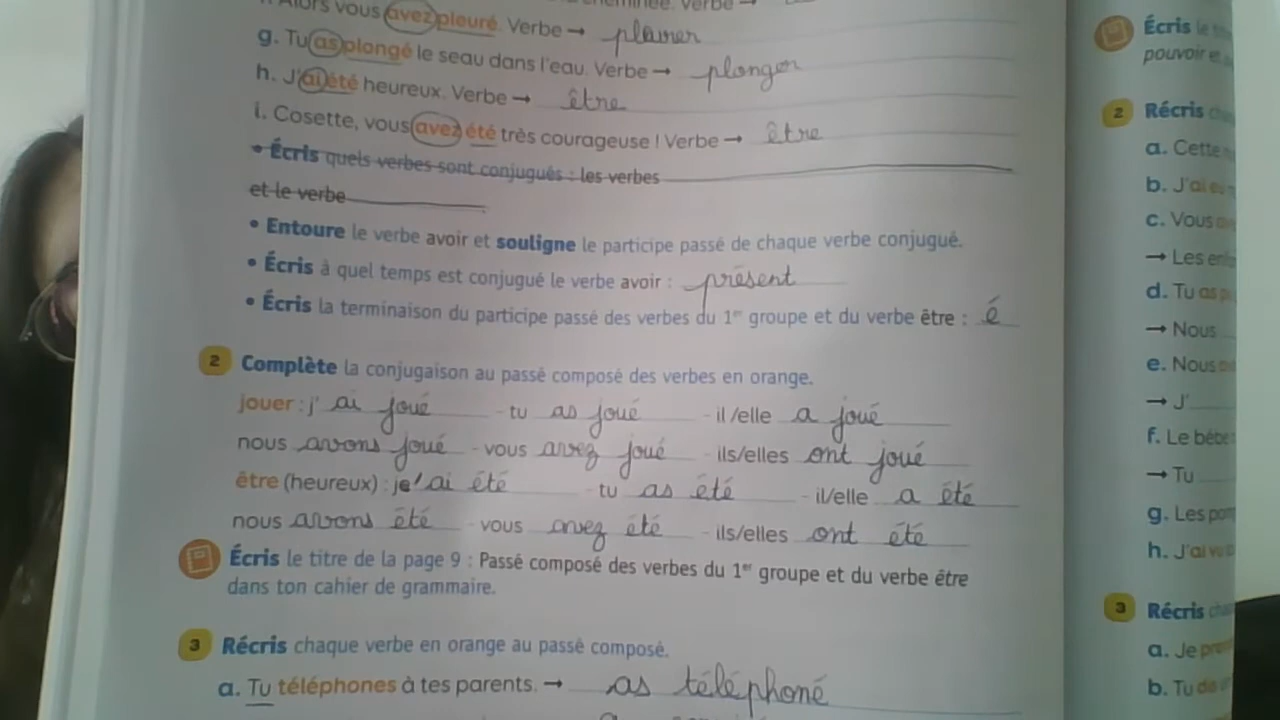 f. Alors vous avez pleuré. Verbe → pleurer
g. Tu as plongé le seau dans l'eau. Verbe → plonger
h. J'ai été heureux. Verbe → être
i. Cosette, vous avez été très courageuse ! Verbe → être
• Écris quels verbes sont conjugués : les verbes
et le verbe
• Entoure le verbe avoir et souligne le participe passé de chaque verbe conjugué.
• Écris à quel temps est conjugué le verbe avoir : présent
• Écris la terminaison du participe passé des verbes du 1er groupe et du verbe être : é
2 Complète la conjugaison au passé composé des verbes en orange.
jouer : j' ai joué - tu as joué - il /elle a joué
nous avons joué - vous avez joué - ils/elles ont joué
être (heureux) : je' ai été - tu as été - il/elle a été
nous avons été - vous avez été - ils/elles ont été
Écris le titre de la page 9 : Passé composé des verbes du 1er groupe et du verbe être
dans ton cahier de grammaire.
3 Récris chaque verbe en orange au passé composé.
a. Tu téléphones à tes parents. → as téléphoné
Écris le
pouvoir et
2 Récris
a. Cette
b. J'ai
c. Vous
→ Les
d. Tu as
→ Nous
e. Nous
→ J'
f. Le bébé
→ Tu
g. Les
h. J'ai
3 Récris
a. Je
b. Tu